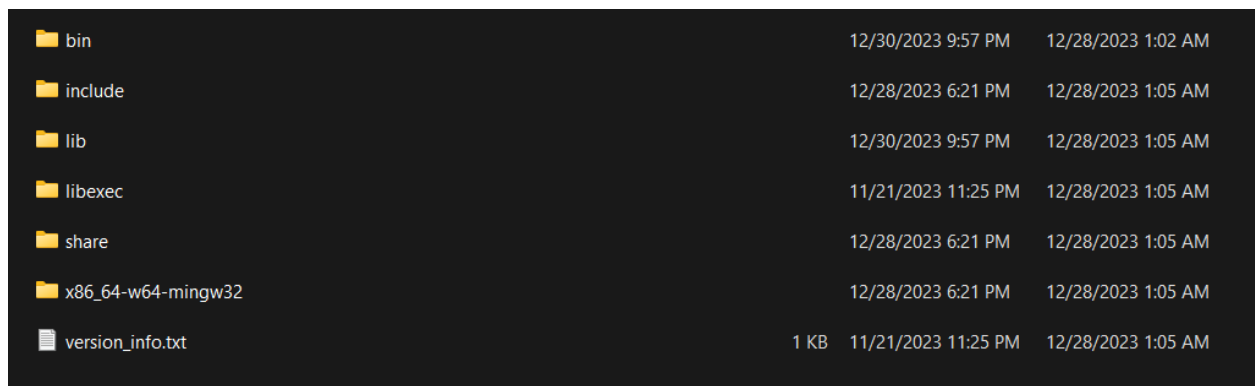 bin 12/30/2023 9:57 PM 12/28/2023 1:02 AM
include 12/28/2023 6:21 PM 12/28/2023 1:05 AM
lib 12/30/2023 9:57 PM 12/28/2023 1:05 AM
libexec 11/21/2023 11:25 PM 12/28/2023 1:05 AM
share 12/28/2023 6:21 PM 12/28/2023 1:05 AM
x86_64-w64-mingw32 12/28/2023 6:21 PM 12/28/2023 1:05 AM
version_info.txt 1 KB 11/21/2023 11:25 PM 12/28/2023 1:05 AM